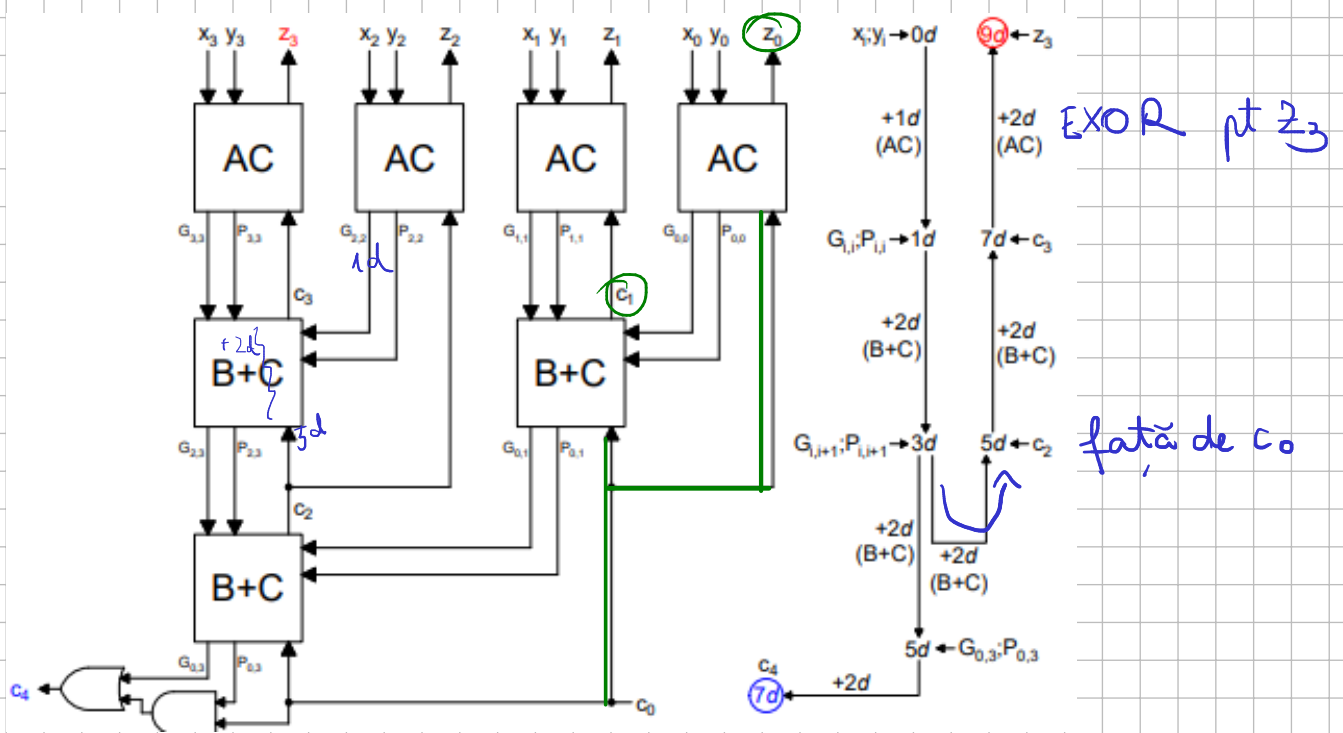 x3 y3 z3 x2 y2 z2 x1 y1 z1 x0 y0 z0 xi;yi 0d 9d z3
+1d (AC) +2d (AC) EXOR pt Z3
AC AC AC AC
G3,3 P3,3 G2,2 P2,2 G1,1 P1,1 G0,0 P0,0 Gi,i;Pi,i 1d 7d c3
1d
c3 c1
+2d (B+C) +2d (B+C)
+2d
B+C B+C
3d
G2,3 P2,3 G0,1 P0,1 Gi,i+1;Pi,i+1 3d 5d c2 față de c0
c2
+2d (B+C) +2d (B+C)
B+C
G0,3 P0,3 5d G0,3;P0,3
c4 c0 c4 7d +2d